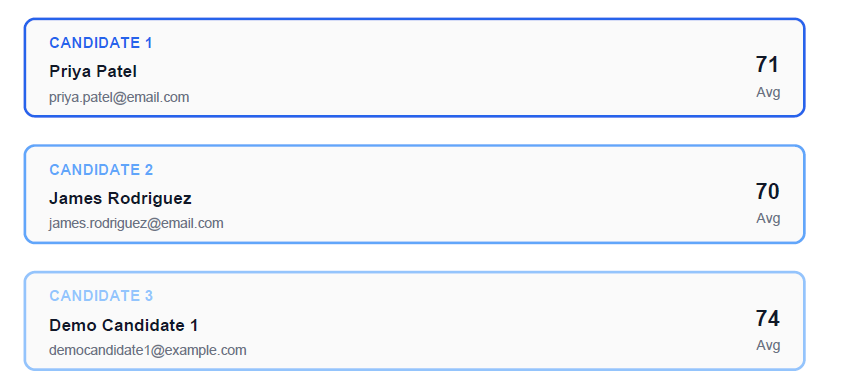 CANDIDATE 1
Priya Patel
priya.patel@email.com
71
Avg
CANDIDATE 2
James Rodriguez
james.rodriguez@email.com
70
Avg
CANDIDATE 3
Demo Candidate 1
democandidate1@example.com
74
Avg